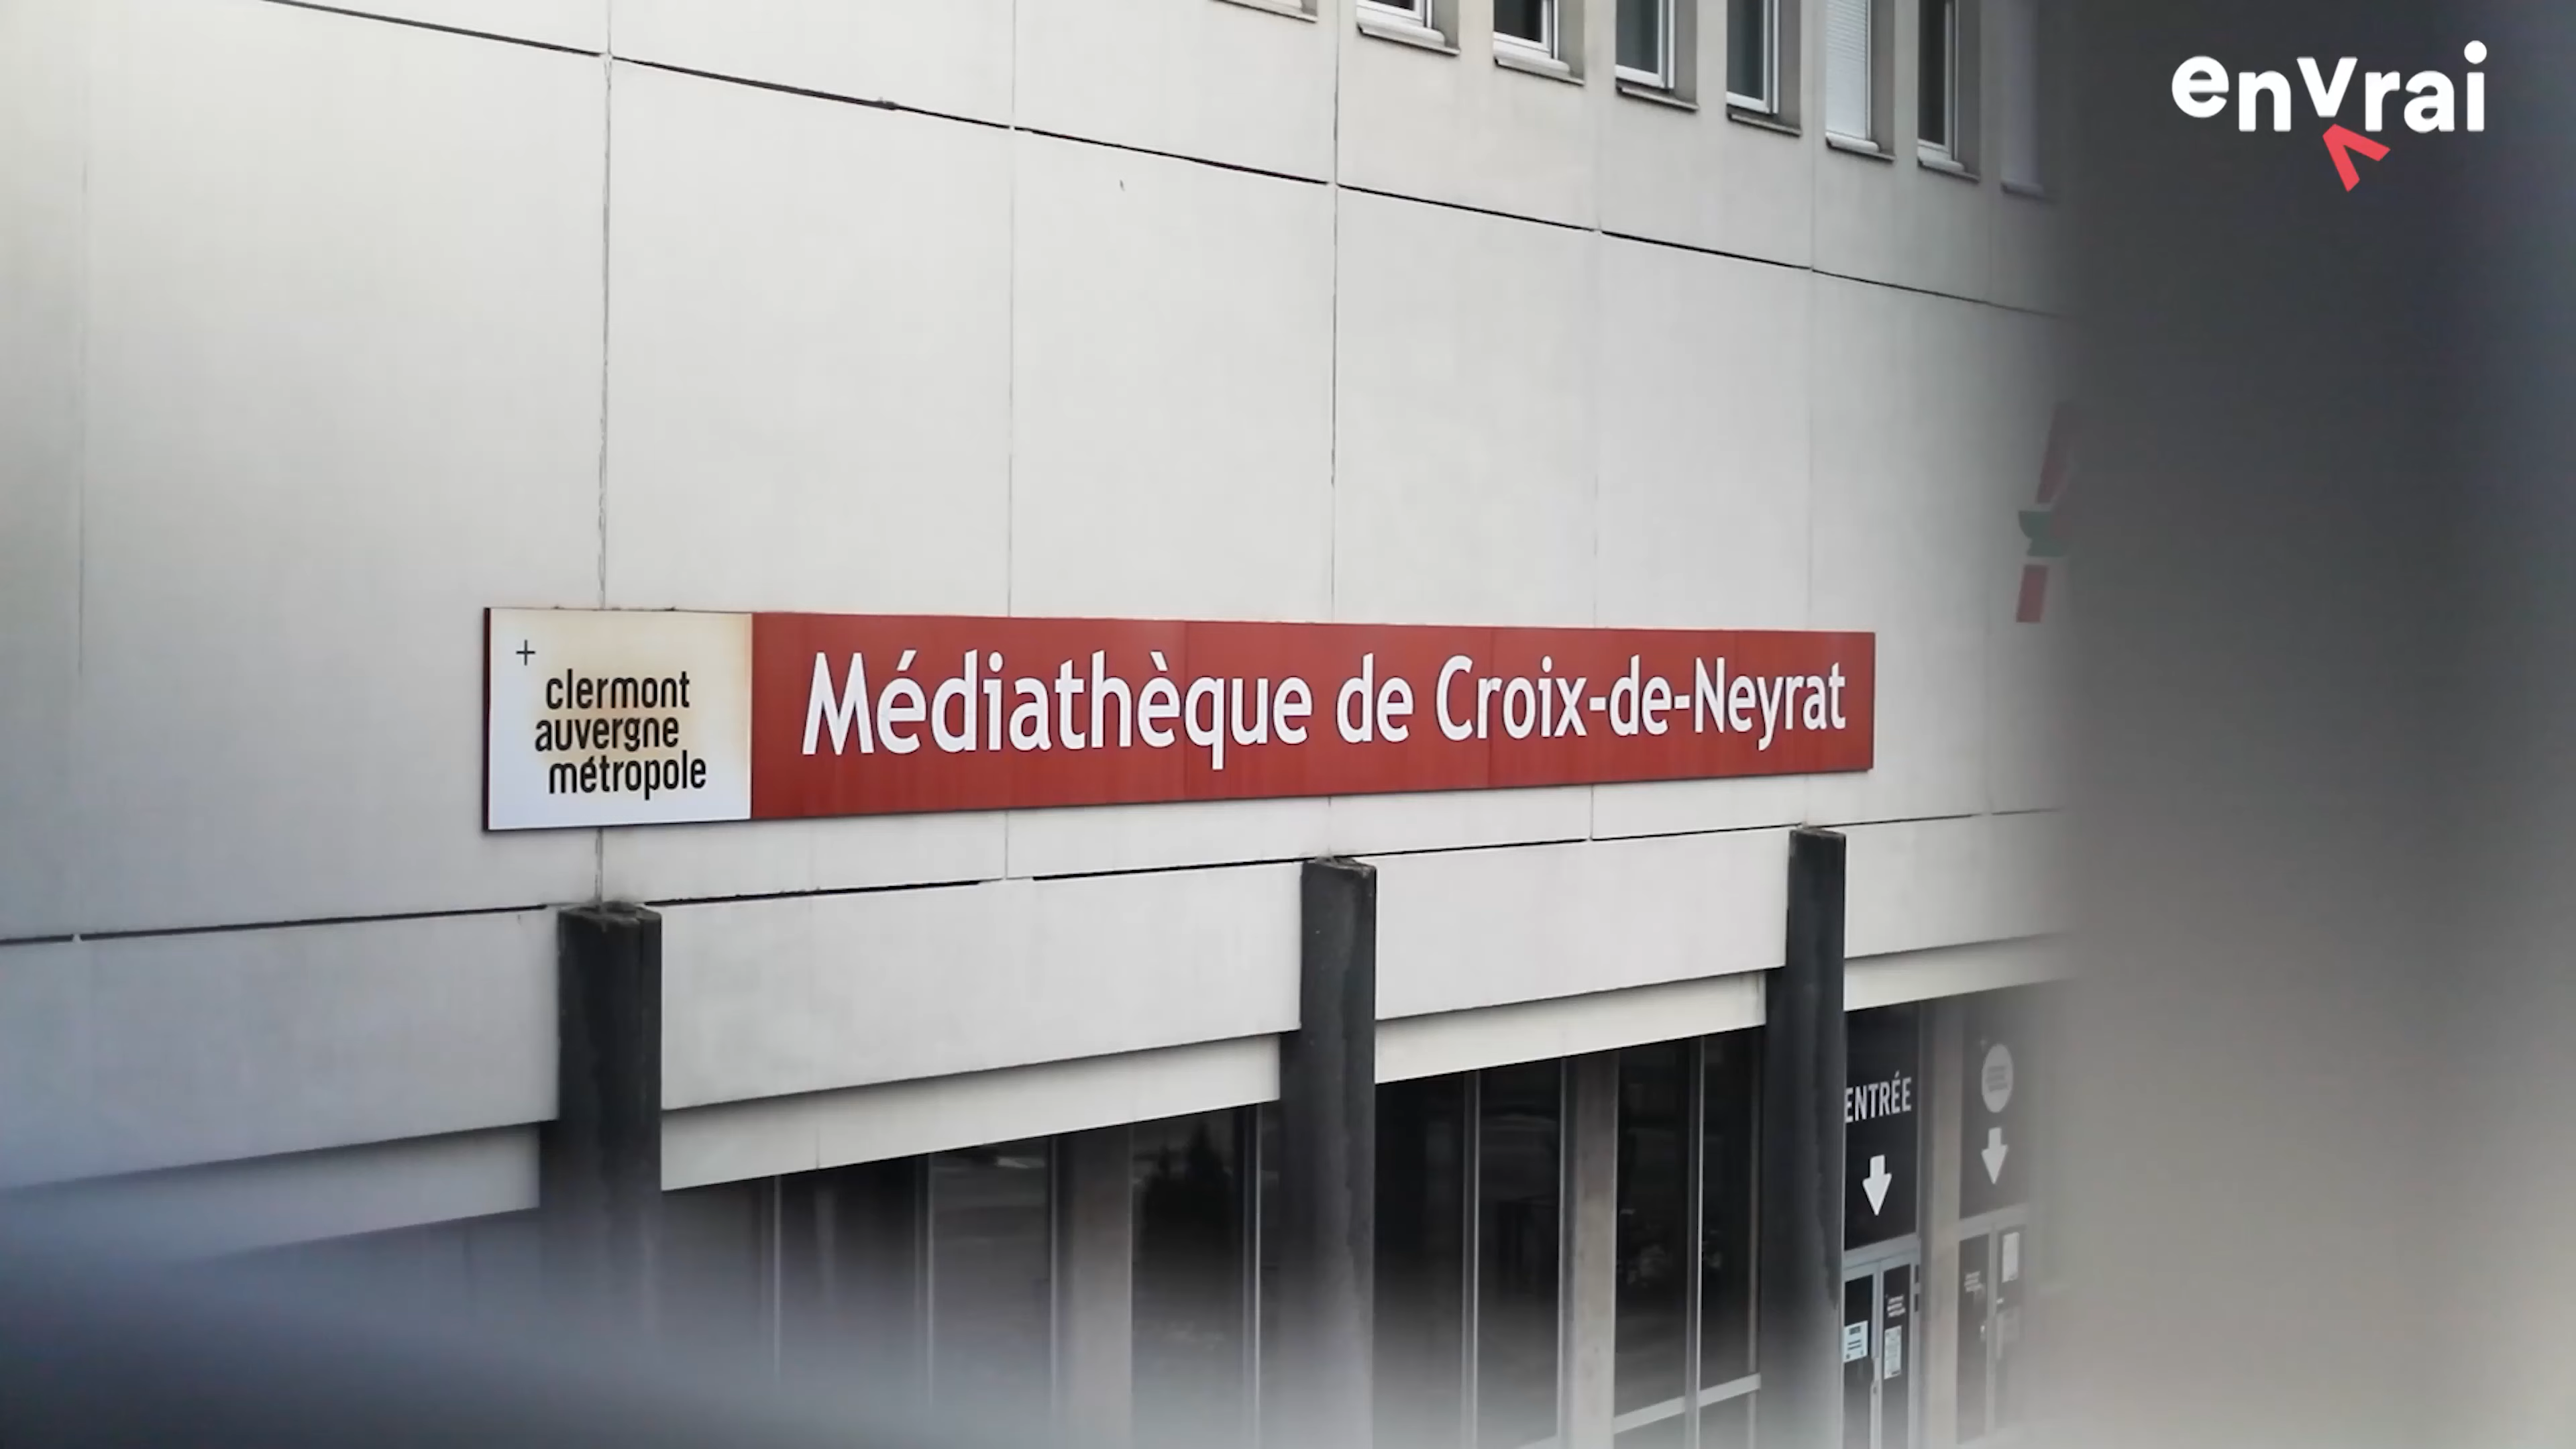 enVrai
+
clermont
auvergne
métropole
Médiathèque de Croix-de-Neyrat
ENTRÉE